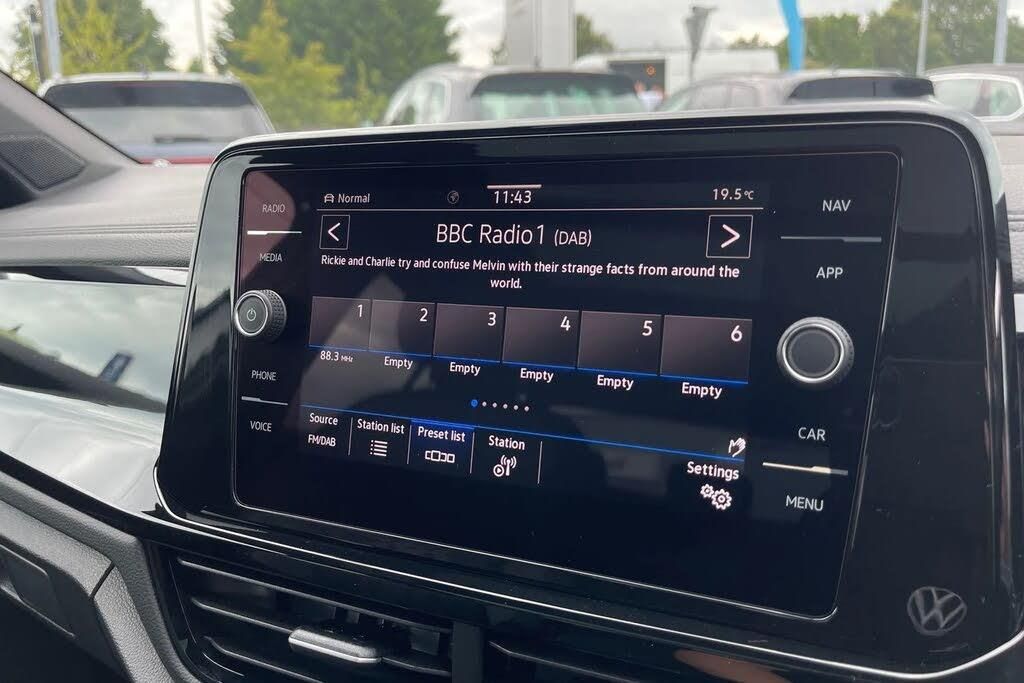 RADIO
MEDIA
PHONE
VOICE
Normal
11:43
19.5°C
BBC Radio1 (DAB)
Rickie and Charlie try and confuse Melvin with their strange facts from around the
world.
1 2 3 4 5 6
88.3 MHz Empty Empty Empty Empty Empty
Source
FM/DAB
Station list
Preset list
Station
Settings
NAV
APP
CAR
MENU